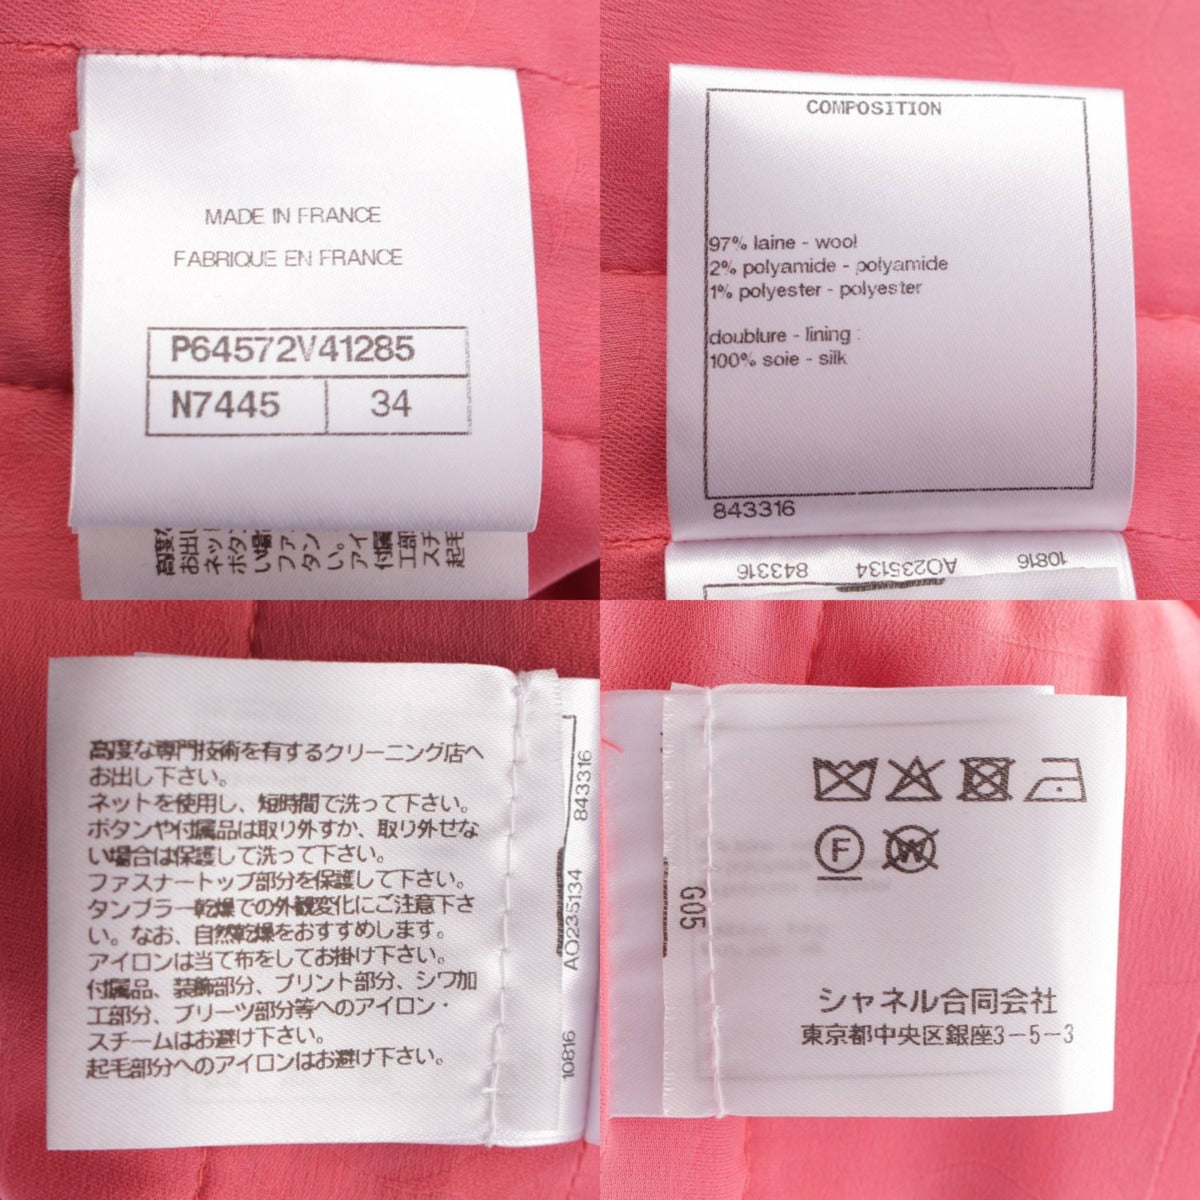 MADE IN FRANCE
FABRIQUE EN FRANCE
P64572V41285
N7445 34
COMPOSITION
97% laine - wool
2% polyamide - polyamide
1% polyester - polyester
doublure - lining :
100% soie - silk
843316
843316 AO235134 10816
高度な専門技術を有するクリーニング店へ
お出し下さい。
ネットを使用し、短時間で洗って下さい。
ボタンや付属品は取り外すか、取り外せな
い場合は保護して洗って下さい。
ファスナートップ部分を保護して下さい。
タンブラー乾燥での外観変化にご注意下さ
い。なお、自然乾燥をおすすめします。
アイロンは当て布をしてお掛け下さい。
付属品、装飾部分、プリント部分、シワ加
工部分、プリーツ部分等へのアイロン・
スチームはお避け下さい。
起毛部分へのアイロンはお避け下さい。
10816 AO235134 843316
G05
F
W
シャネル合同会社
東京都中央区銀座3-5-3